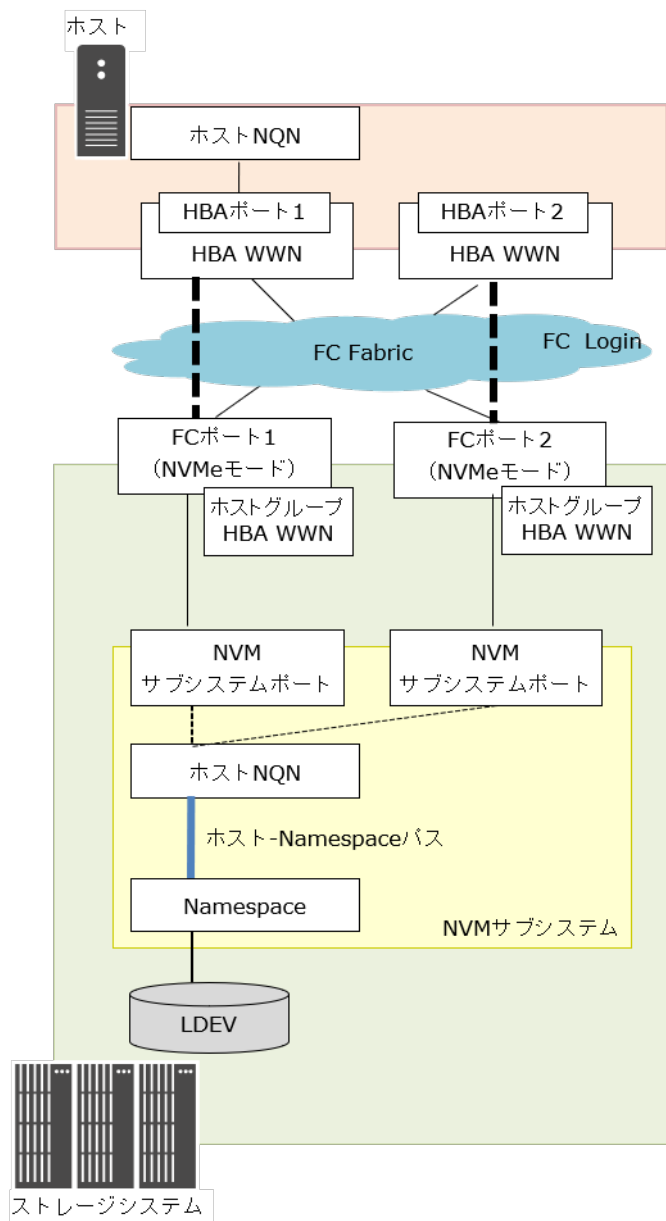 ホスト
ホストNQN
HBAポート1
HBAポート2
HBA WWN
HBA WWN
FC Fabric
FC Login
FCポート1
（NVMeモード）
FCポート2
（NVMeモード）
ホストグループ
HBA WWN
ホストグループ
HBA WWN
NVM
サブシステムポート
NVM
サブシステムポート
ホストNQN
ホスト-Namespaceパス
Namespace
NVMサブシステム
LDEV
ストレージシステム